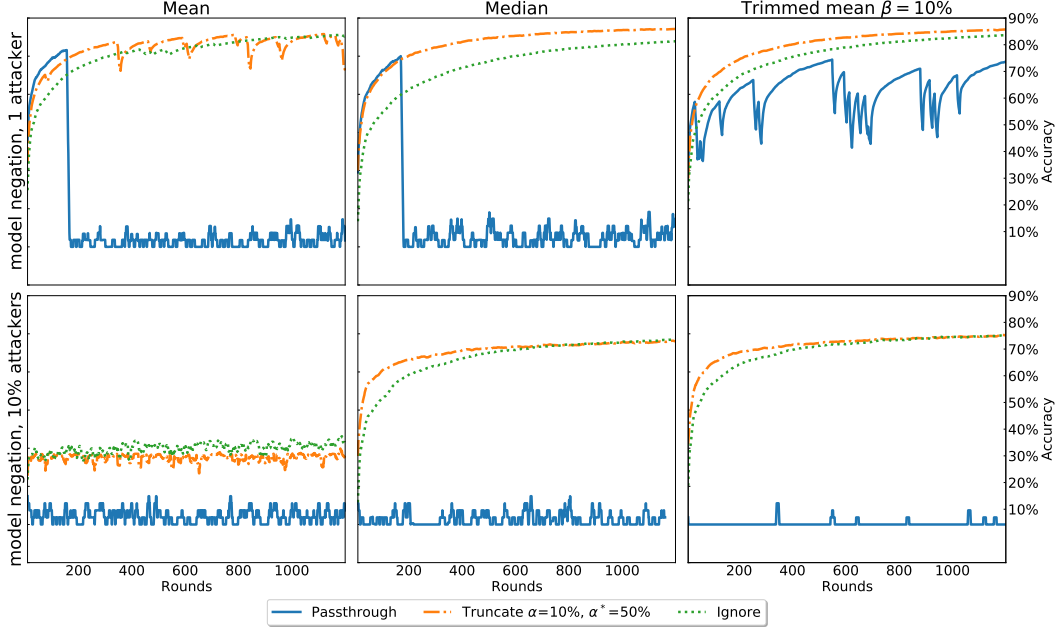 Mean
Median
Trimmed mean β = 10%
model negation, 1 attacker
90%
80%
70%
60%
50%
40%
30%
20%
10%
Accuracy
model negation, 10% attackers
90%
80%
70%
60%
50%
40%
30%
20%
10%
Accuracy
200 400 600 800 1000
200 400 600 800 1000
200 400 600 800 1000
Rounds
Rounds
Rounds
Passthrough
Truncate α=10%, α*=50%
Ignore